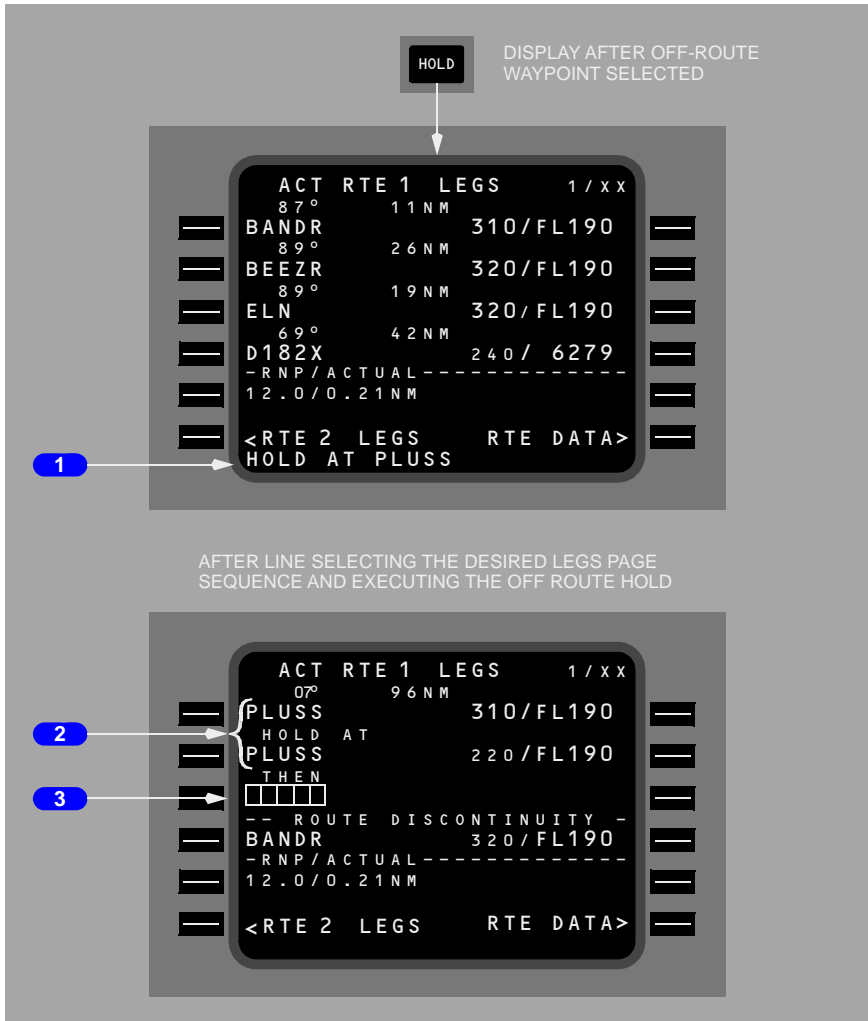 HOLD
DISPLAY AFTER OFF-ROUTE
WAYPOINT SELECTED
ACT RTE 1 LEGS 1/XX
87° 11NM
BANDR 310/FL190
89° 26NM
BEEZR 320/FL190
89° 19NM
ELN 320/FL190
69° 42NM
D182X 240/ 6279
-RNP/ACTUAL-------------
12.0/0.21NM
<RTE 2 LEGS RTE DATA>
1
HOLD AT PLUSS
AFTER LINE SELECTING THE DESIRED LEGS PAGE
SEQUENCE AND EXECUTING THE OFF ROUTE HOLD
ACT RTE 1 LEGS 1/XX
07° 96NM
PLUSS 310/FL190
2
HOLD AT
PLUSS 220/FL190
THEN
3
-- ROUTE DISCONTINUITY -
BANDR 320/FL190
-RNP/ACTUAL-------------
12.0/0.21NM
<RTE 2 LEGS RTE DATA>